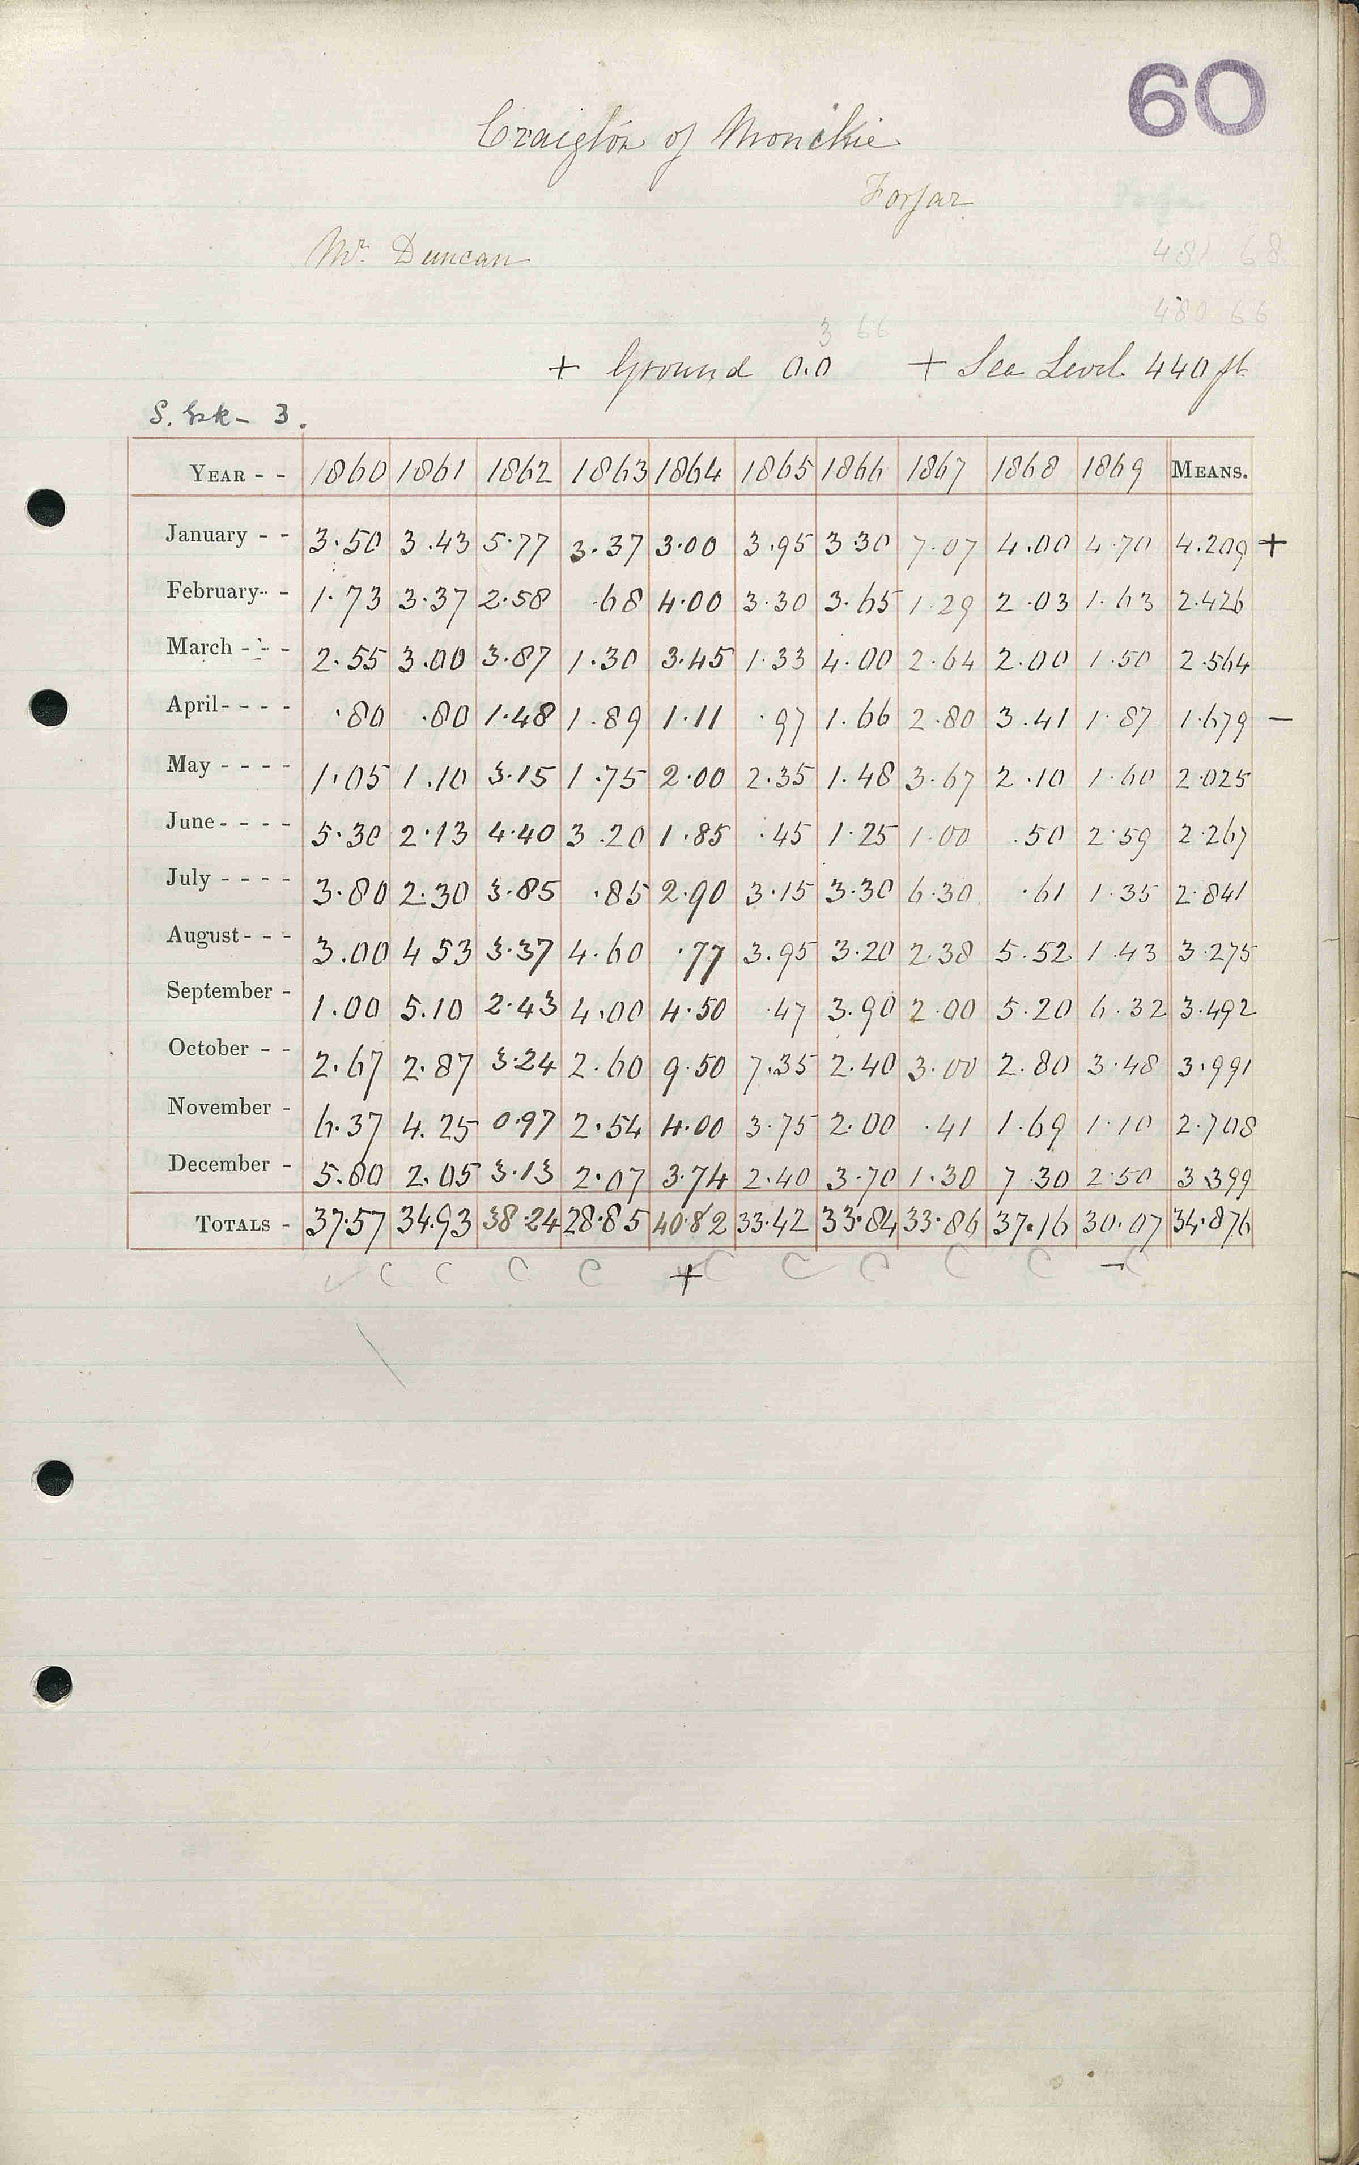 60
Craigton of Monikie
Forfar
Mr. Duncan
481 68
480 66
3 66
+ Ground 0.0 + Sea Level 440 ft
S. Esk - 3.
YEAR - - 1860 1861 1862 1863 1864 1865 1866 1867 1868 1869 MEANS.
January - - 3.50 3.43 5.77 3.37 3.00 3.95 3.30 7.07 4.00 4.70 4.209 +
February - - 1.73 3.37 2.58 .68 4.00 3.30 3.65 1.29 2.03 1.63 2.426
March - - - 2.55 3.00 3.87 1.30 3.45 1.33 4.00 2.64 2.00 1.50 2.564
April - - - - .80 .80 1.48 1.89 1.11 .97 1.66 2.80 3.41 1.87 1.679 -
May - - - - 1.05 1.10 3.15 1.75 2.00 2.35 1.48 3.67 2.10 1.60 2.025
June - - - - 5.30 2.13 4.40 3.20 1.85 .45 1.25 1.00 .50 2.59 2.267
July - - - - 3.80 2.30 3.85 .85 2.90 3.15 3.30 6.30 .61 1.35 2.841
August - - - 3.00 4.53 3.37 4.60 .77 3.95 3.20 2.38 5.52 1.43 3.275
September - 1.00 5.10 2.43 4.00 4.50 .47 3.90 2.00 5.20 6.32 3.492
October - - 2.67 2.87 3.24 2.60 9.50 7.35 2.40 3.00 2.80 3.48 3.991
November - 6.37 4.25 0.97 2.54 4.00 3.75 2.00 .41 1.69 1.10 2.708
December - 5.80 2.05 3.13 2.07 3.74 2.40 3.70 1.30 7.30 2.50 3.399
TOTALS - 37.57 34.93 38.24 28.85 40.82 33.42 33.84 33.86 37.16 30.07 34.876
C C C C + C C C C C - C